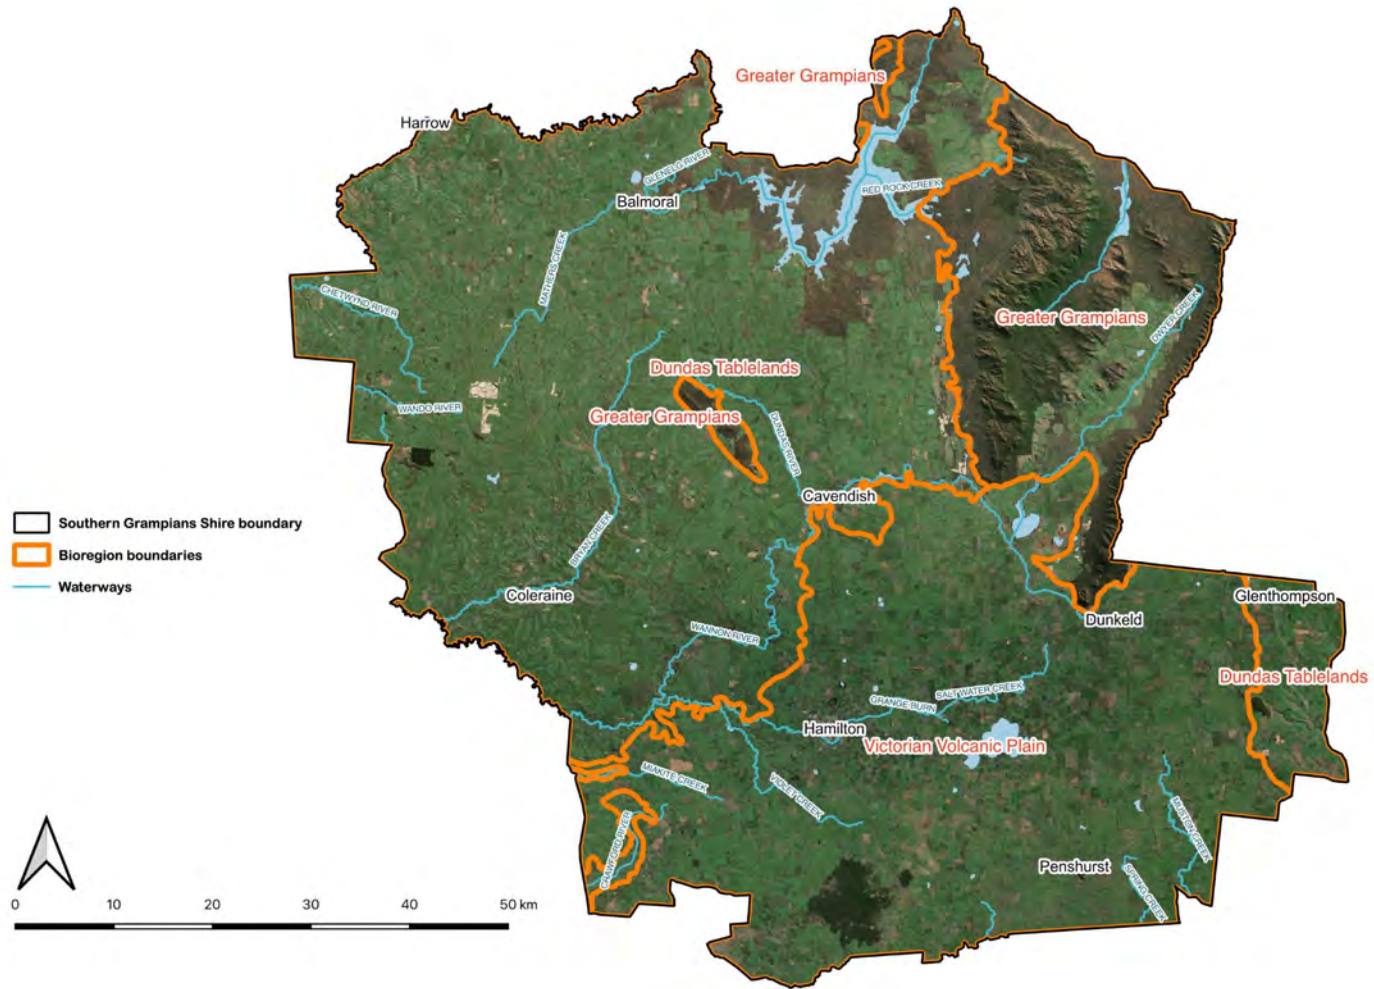 Greater Grampians
Harrow
GLENELG RIVER
RED ROCK CREEK
Balmoral
MATHERS CREEK
CHETWYND RIVER
Greater Grampians
DWYER CREEK
Dundas Tablelands
WANDO RIVER
Greater Grampians
DUNDAS RIVER
Cavendish
Southern Grampians Shire boundary
Bioregion boundaries
Waterways
BRYAN CREEK
Coleraine
Glenthompson
Dunkeld
WANNON RIVER
Dundas Tablelands
SALT WATER CREEK
GRANGE BURN
Hamilton
Victorian Volcanic Plain
MIAKITE CREEK
VIOLET CREEK
MUSTON CREEK
CRAWFORD RIVER
Penshurst
SPRING CREEK
0 10 20 30 40 50 km